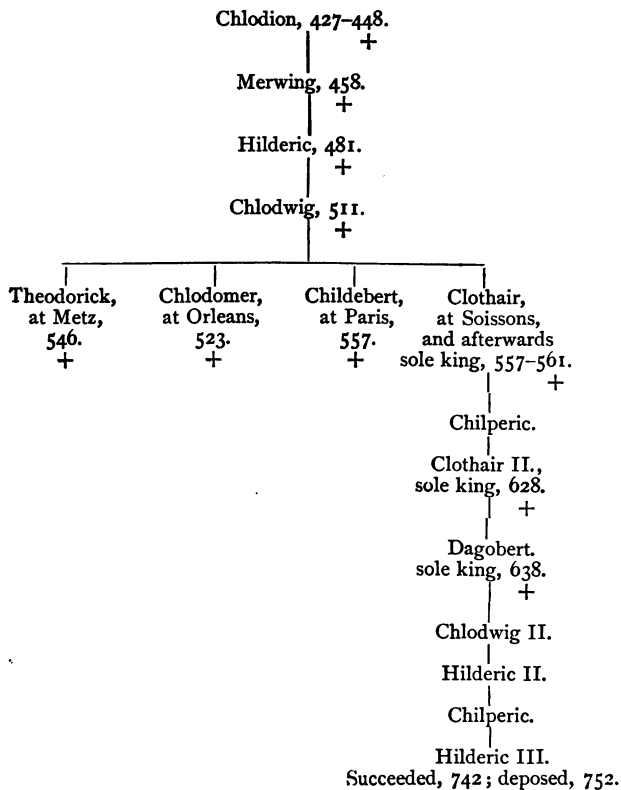 Chlodion, 427–448.
+
Merwing, 458.
+
Hilderic, 481.
+
Chlodwig, 511.
+
Theodorick,
at Metz,
546.
+
Chlodomer,
at Orleans,
523.
+
Childebert,
at Paris,
557.
+
Clothair,
at Soissons,
and afterwards
sole king, 557–561.
+
Chilperic.
Clothair II.,
sole king, 628.
+
Dagobert.
sole king, 638.
+
Chlodwig II.
Hilderic II.
Chilperic.
Hilderic III.
Succeeded, 742; deposed, 752.